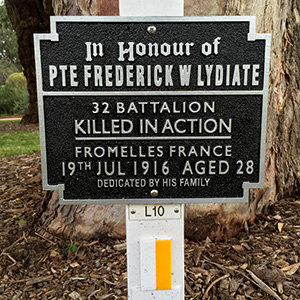 In Honour of
PTE FREDERICK W LYDIATE
32 BATTALION
KILLED IN ACTION
FROMELLES FRANCE
19TH JUL 1916 AGED 28
DEDICATED BY HIS FAMILY
L10